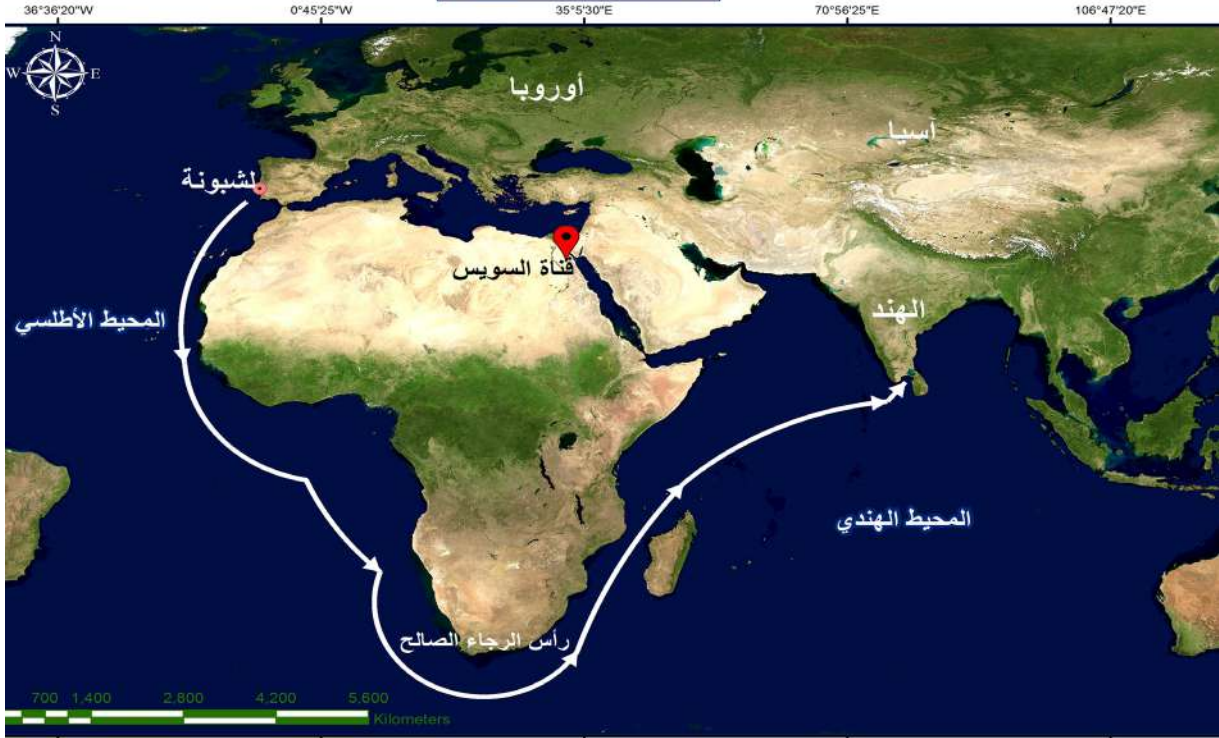 36°36'20"W 0°45'25"W 35°5'30"E 70°56'25"E 106°47'20"E
N
W E
S
أوروبا
آسيا
لشبونة
قناة السويس
الهند
المحيط الأطلسي
المحيط الهندي
رأس الرجاء الصالح
700 1,400 2,800 4,200 5,600
Kilometers